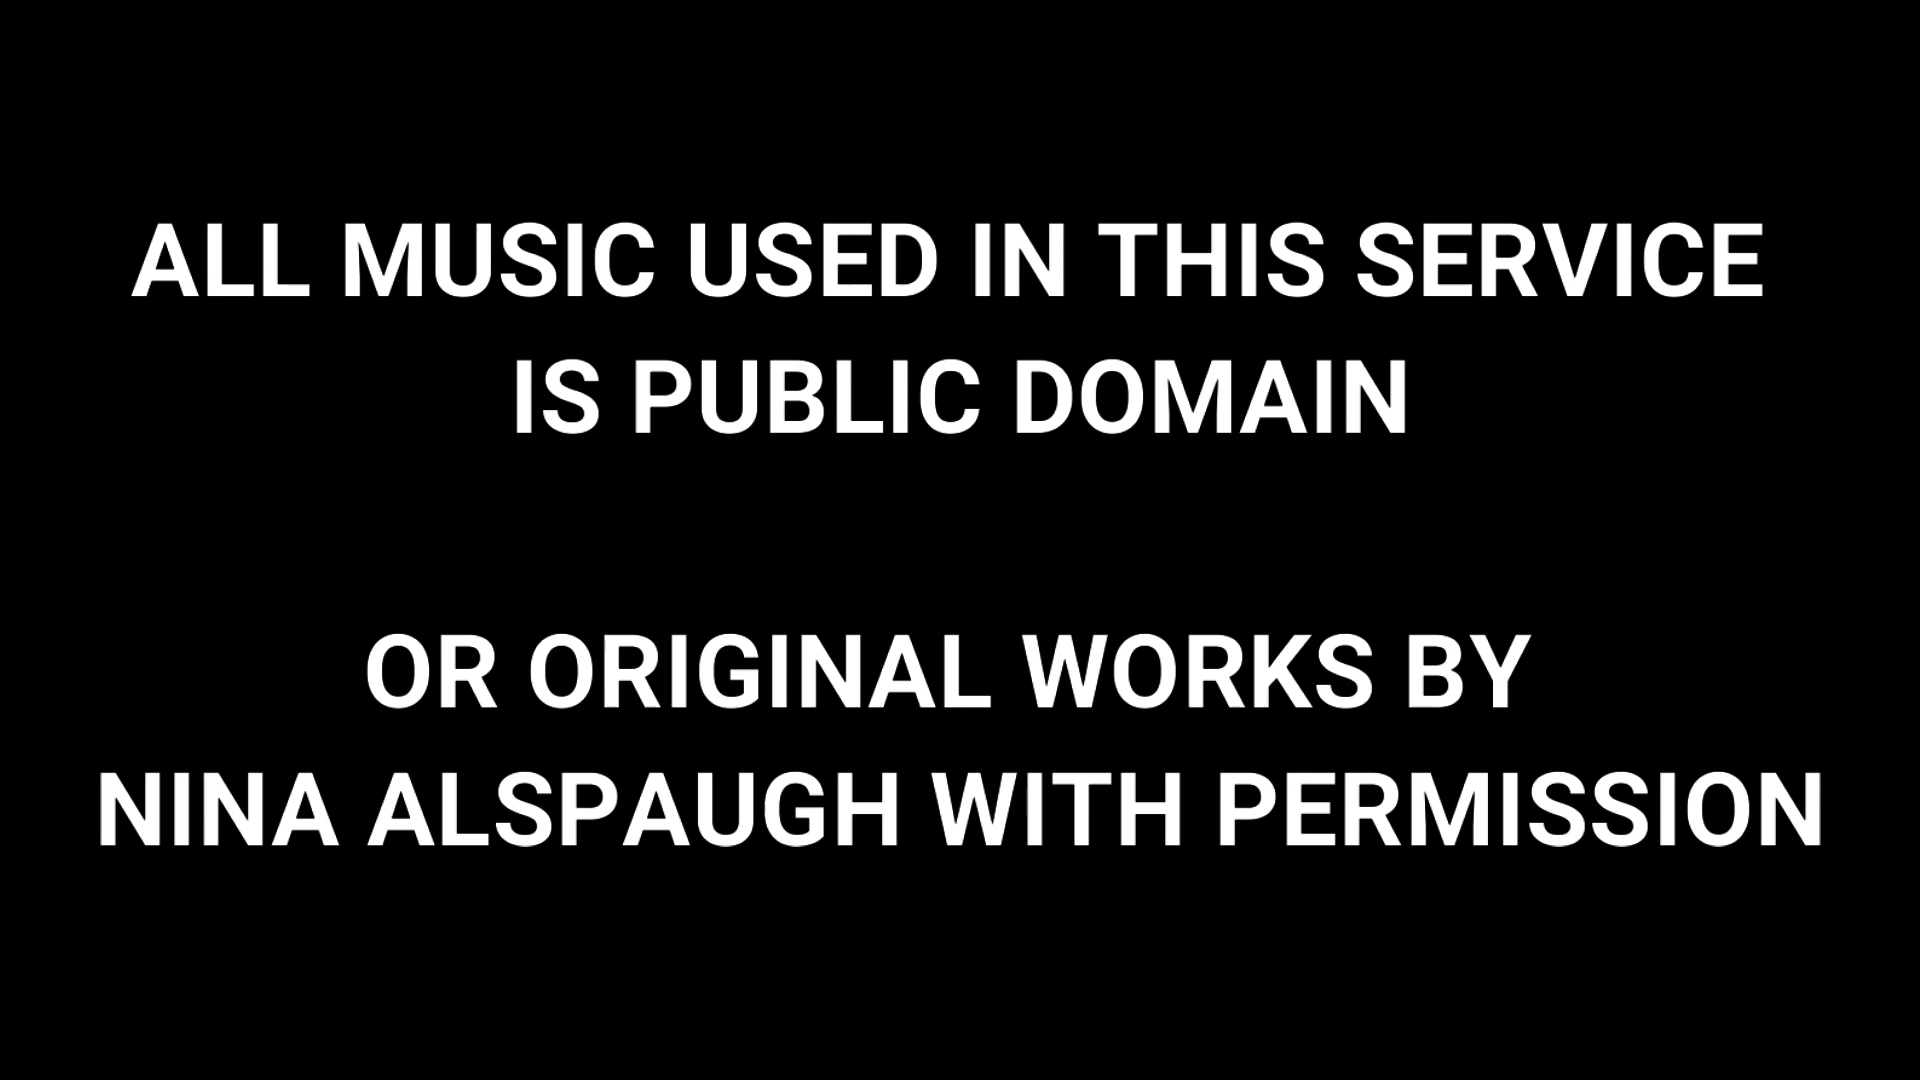 ALL MUSIC USED IN THIS SERVICE
IS PUBLIC DOMAIN
OR ORIGINAL WORKS BY
NINA ALSPAUGH WITH PERMISSION